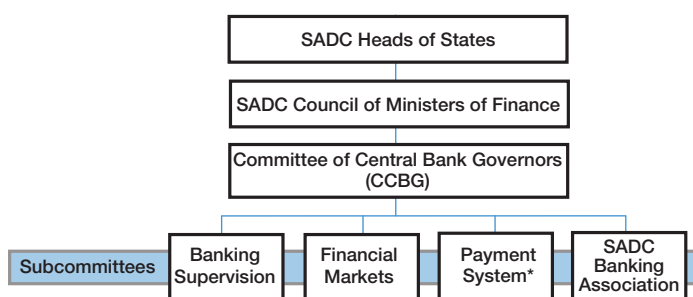 SADC Heads of States
SADC Council of Ministers of Finance
Committee of Central Bank Governors
(CCBG)
Subcommittees
Banking
Supervision
Financial
Markets
Payment
System*
SADC
Banking
Association